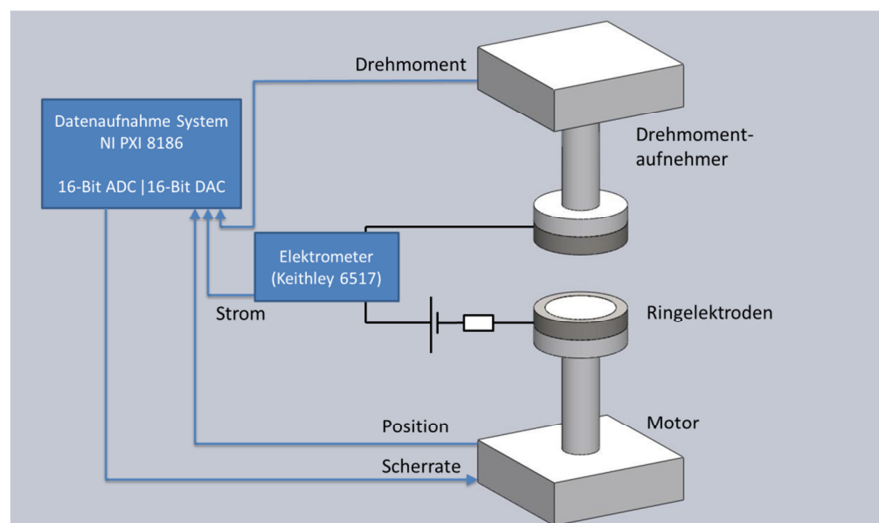 Drehmoment
Datenaufnahme System
NI PXI 8186
16-Bit ADC |16-Bit DAC
Drehmoment-
aufnehmer
Elektrometer
(Keithley 6517)
Strom
Ringelektroden
Position
Motor
Scherrate